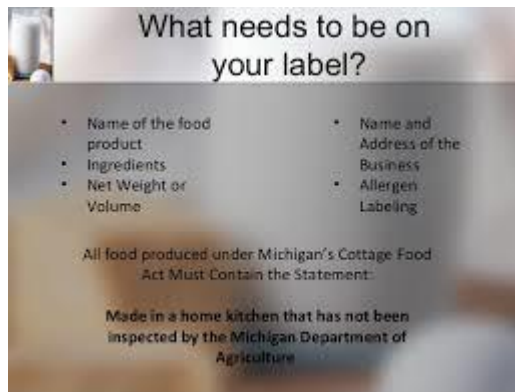 What needs to be on
your label?
• Name of the food
product
• Ingredients
• Net Weight or
Volume
• Name and
Address of the
Business
• Allergen
Labeling
All food produced under Michigan's Cottage Food
Act Must Contain the Statement:
Made in a home kitchen that has not been
inspected by the Michigan Department of
Agriculture